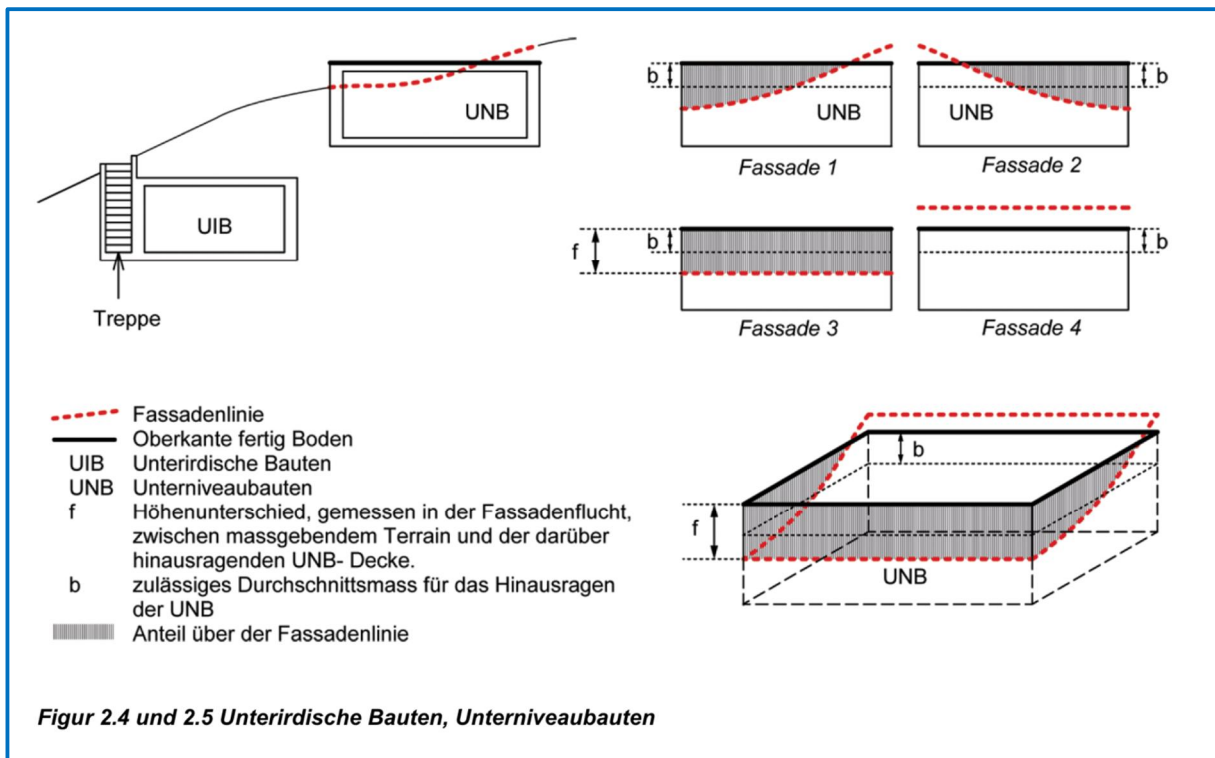 UNB
UIB
Treppe
b
UNB
Fassade 1
b
UNB
Fassade 2
f
b
Fassade 3
b
Fassade 4
Fassadenlinie
Oberkante fertig Boden
UIB Unterirdische Bauten
UNB Unterniveaubauten
f Höhenunterschied, gemessen in der Fassadenflucht,
zwischen massgebendem Terrain und der darüber
hinausragenden UNB- Decke.
b zulässiges Durchschnittsmass für das Hinausragen
der UNB
Anteil über der Fassadenlinie
b
f
UNB
Figur 2.4 und 2.5 Unterirdische Bauten, Unterniveaubauten